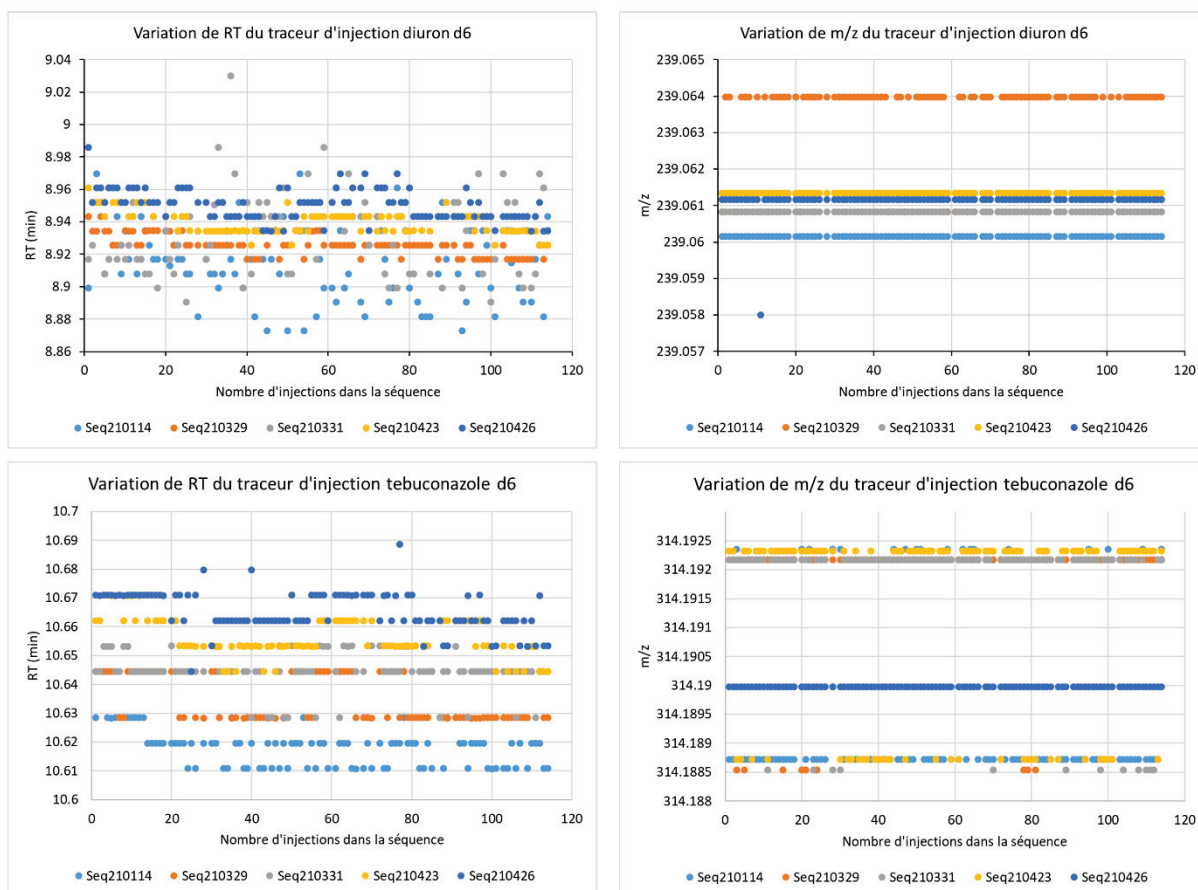 Variation de RT du traceur d'injection diuron d6
RT (min)
9.04
9.02
9
8.98
8.96
8.94
8.92
8.9
8.88
8.86
0 20 40 60 80 100 120
Nombre d'injections dans la séquence
Seq210114 Seq210329 Seq210331 Seq210423 Seq210426
Variation de m/z du traceur d'injection diuron d6
m/z
239.065
239.064
239.063
239.062
239.061
239.06
239.059
239.058
239.057
0 20 40 60 80 100 120
Nombre d'injections dans la séquence
Seq210114 Seq210329 Seq210331 Seq210423 Seq210426
Variation de RT du traceur d'injection tebuconazole d6
RT (min)
10.7
10.69
10.68
10.67
10.66
10.65
10.64
10.63
10.62
10.61
10.6
0 20 40 60 80 100 120
Nombre d'injections dans la séquence
Seq210114 Seq210329 Seq210331 Seq210423 Seq210426
Variation de m/z du traceur d'injection tebuconazole d6
m/z
314.1925
314.192
314.1915
314.191
314.1905
314.19
314.1895
314.189
314.1885
314.188
0 20 40 60 80 100 120
Nombre d'injections dans la séquence
Seq210114 Seq210329 Seq210331 Seq210423 Seq210426